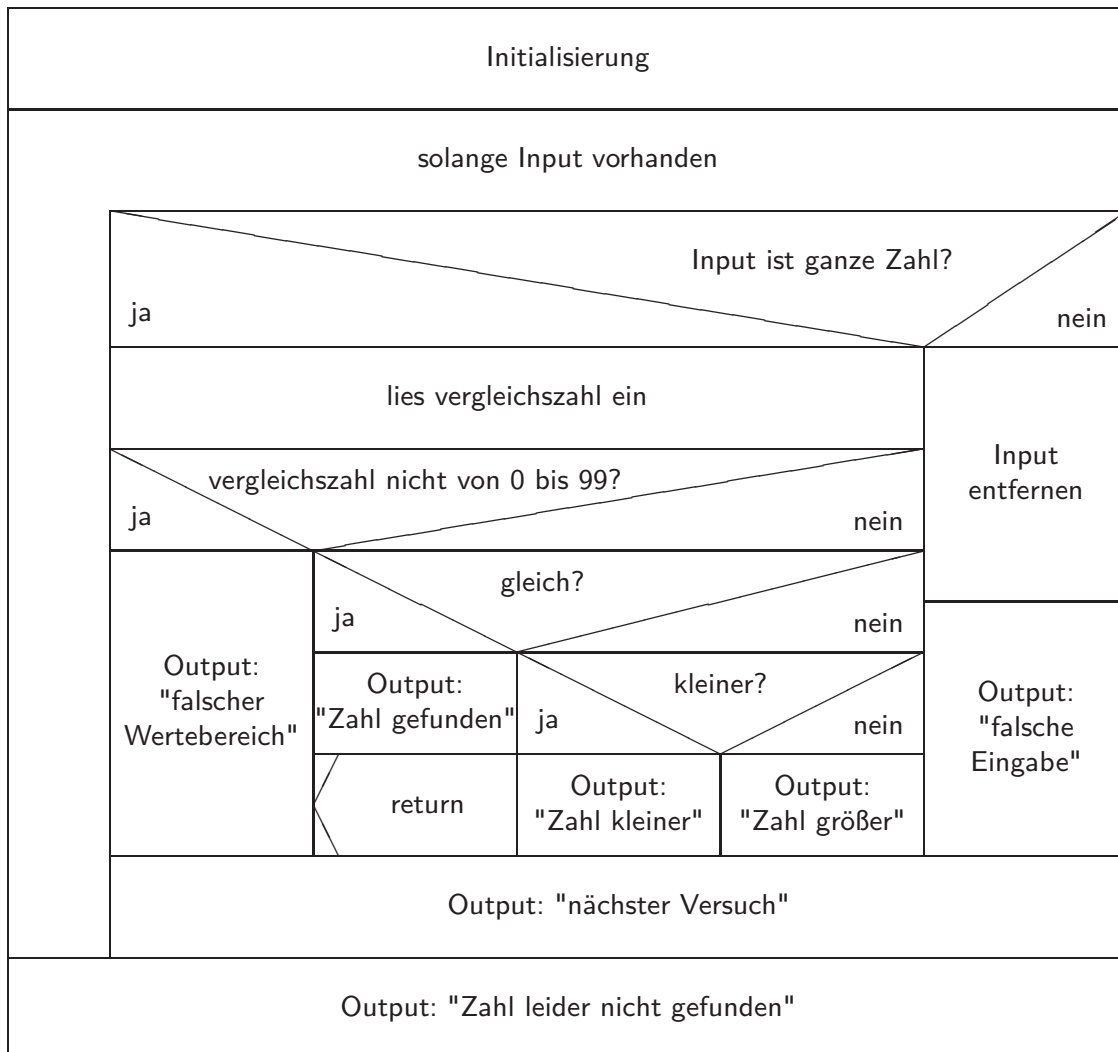 Initialisierung
solange Input vorhanden
Input ist ganze Zahl?
ja
nein
lies vergleichszahl ein
vergleichszahl nicht von 0 bis 99?
ja
nein
Input
entfernen
gleich?
ja
nein
Output:
"falscher
Wertebereich"
Output:
"Zahl gefunden"
kleiner?
ja
nein
return
Output:
"Zahl kleiner"
Output:
"Zahl größer"
Output:
"falsche
Eingabe"
Output: "nächster Versuch"
Output: "Zahl leider nicht gefunden"